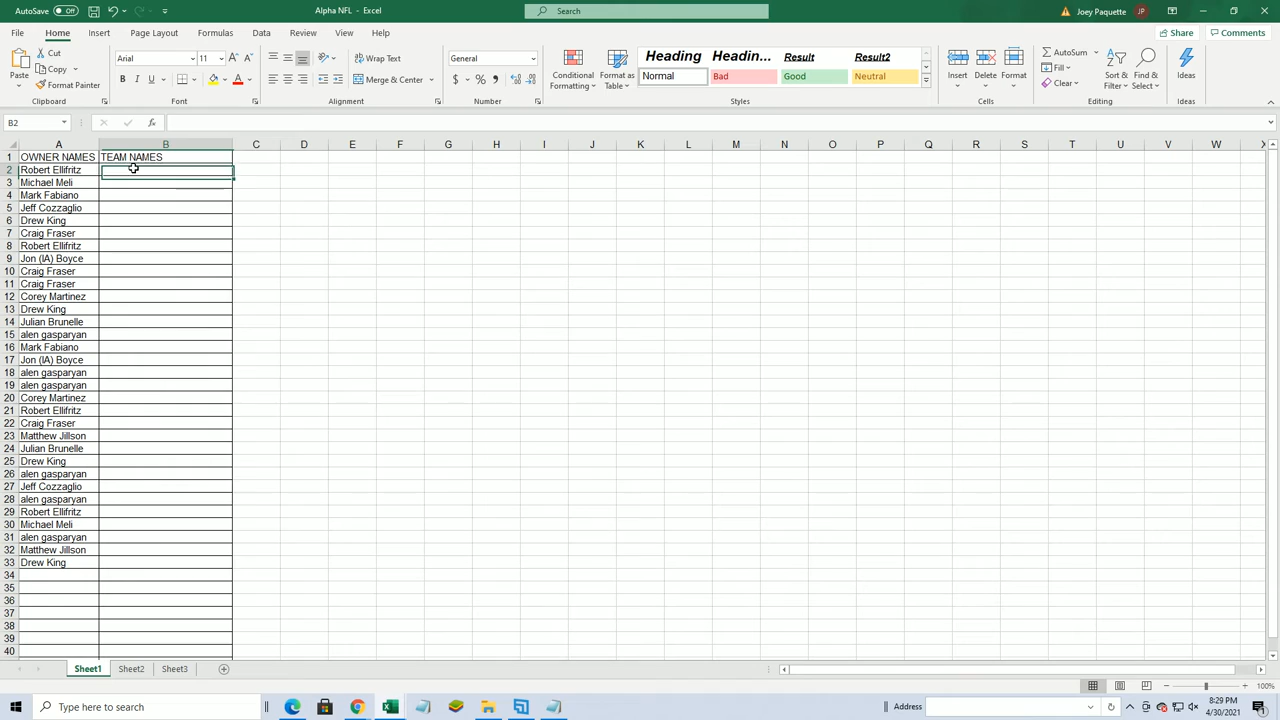 AutoSave Off Alpha NFL - Excel Search Joey Paquette JP
File Home Insert Page Layout Formulas Data Review View Help Share Comments
Paste Cut Copy Format Painter Clipboard
Arial 11 A A B I U A Font
Wrap Text Merge & Center Alignment
General $ % Number
Conditional Formatting Format as Table
Heading Headin... Result Result2
Normal Bad Good Neutral
Styles
Insert Delete Format Cells
AutoSum Fill Clear Sort & Filter Find & Select Editing
Ideas Ideas
B2 fx
A B C D E F G H I J K L M N O P Q R S T U V W X
1 OWNER NAMES TEAM NAMES
2 Robert Ellifritz
3 Michael Meli
4 Mark Fabiano
5 Jeff Cozzaglio
6 Drew King
7 Craig Fraser
8 Robert Ellifritz
9 Jon (IA) Boyce
10 Craig Fraser
11 Craig Fraser
12 Corey Martinez
13 Drew King
14 Julian Brunelle
15 alen gasparyan
16 Mark Fabiano
17 Jon (IA) Boyce
18 alen gasparyan
19 alen gasparyan
20 Corey Martinez
21 Robert Ellifritz
22 Craig Fraser
23 Matthew Jillson
24 Julian Brunelle
25 Drew King
26 alen gasparyan
27 Jeff Cozzaglio
28 alen gasparyan
29 Robert Ellifritz
30 Michael Meli
31 alen gasparyan
32 Matthew Jillson
33 Drew King
34
35
36
37
38
39
40
Sheet1 Sheet2 Sheet3
100%
Type here to search Address 8:29 PM
4/30/2021